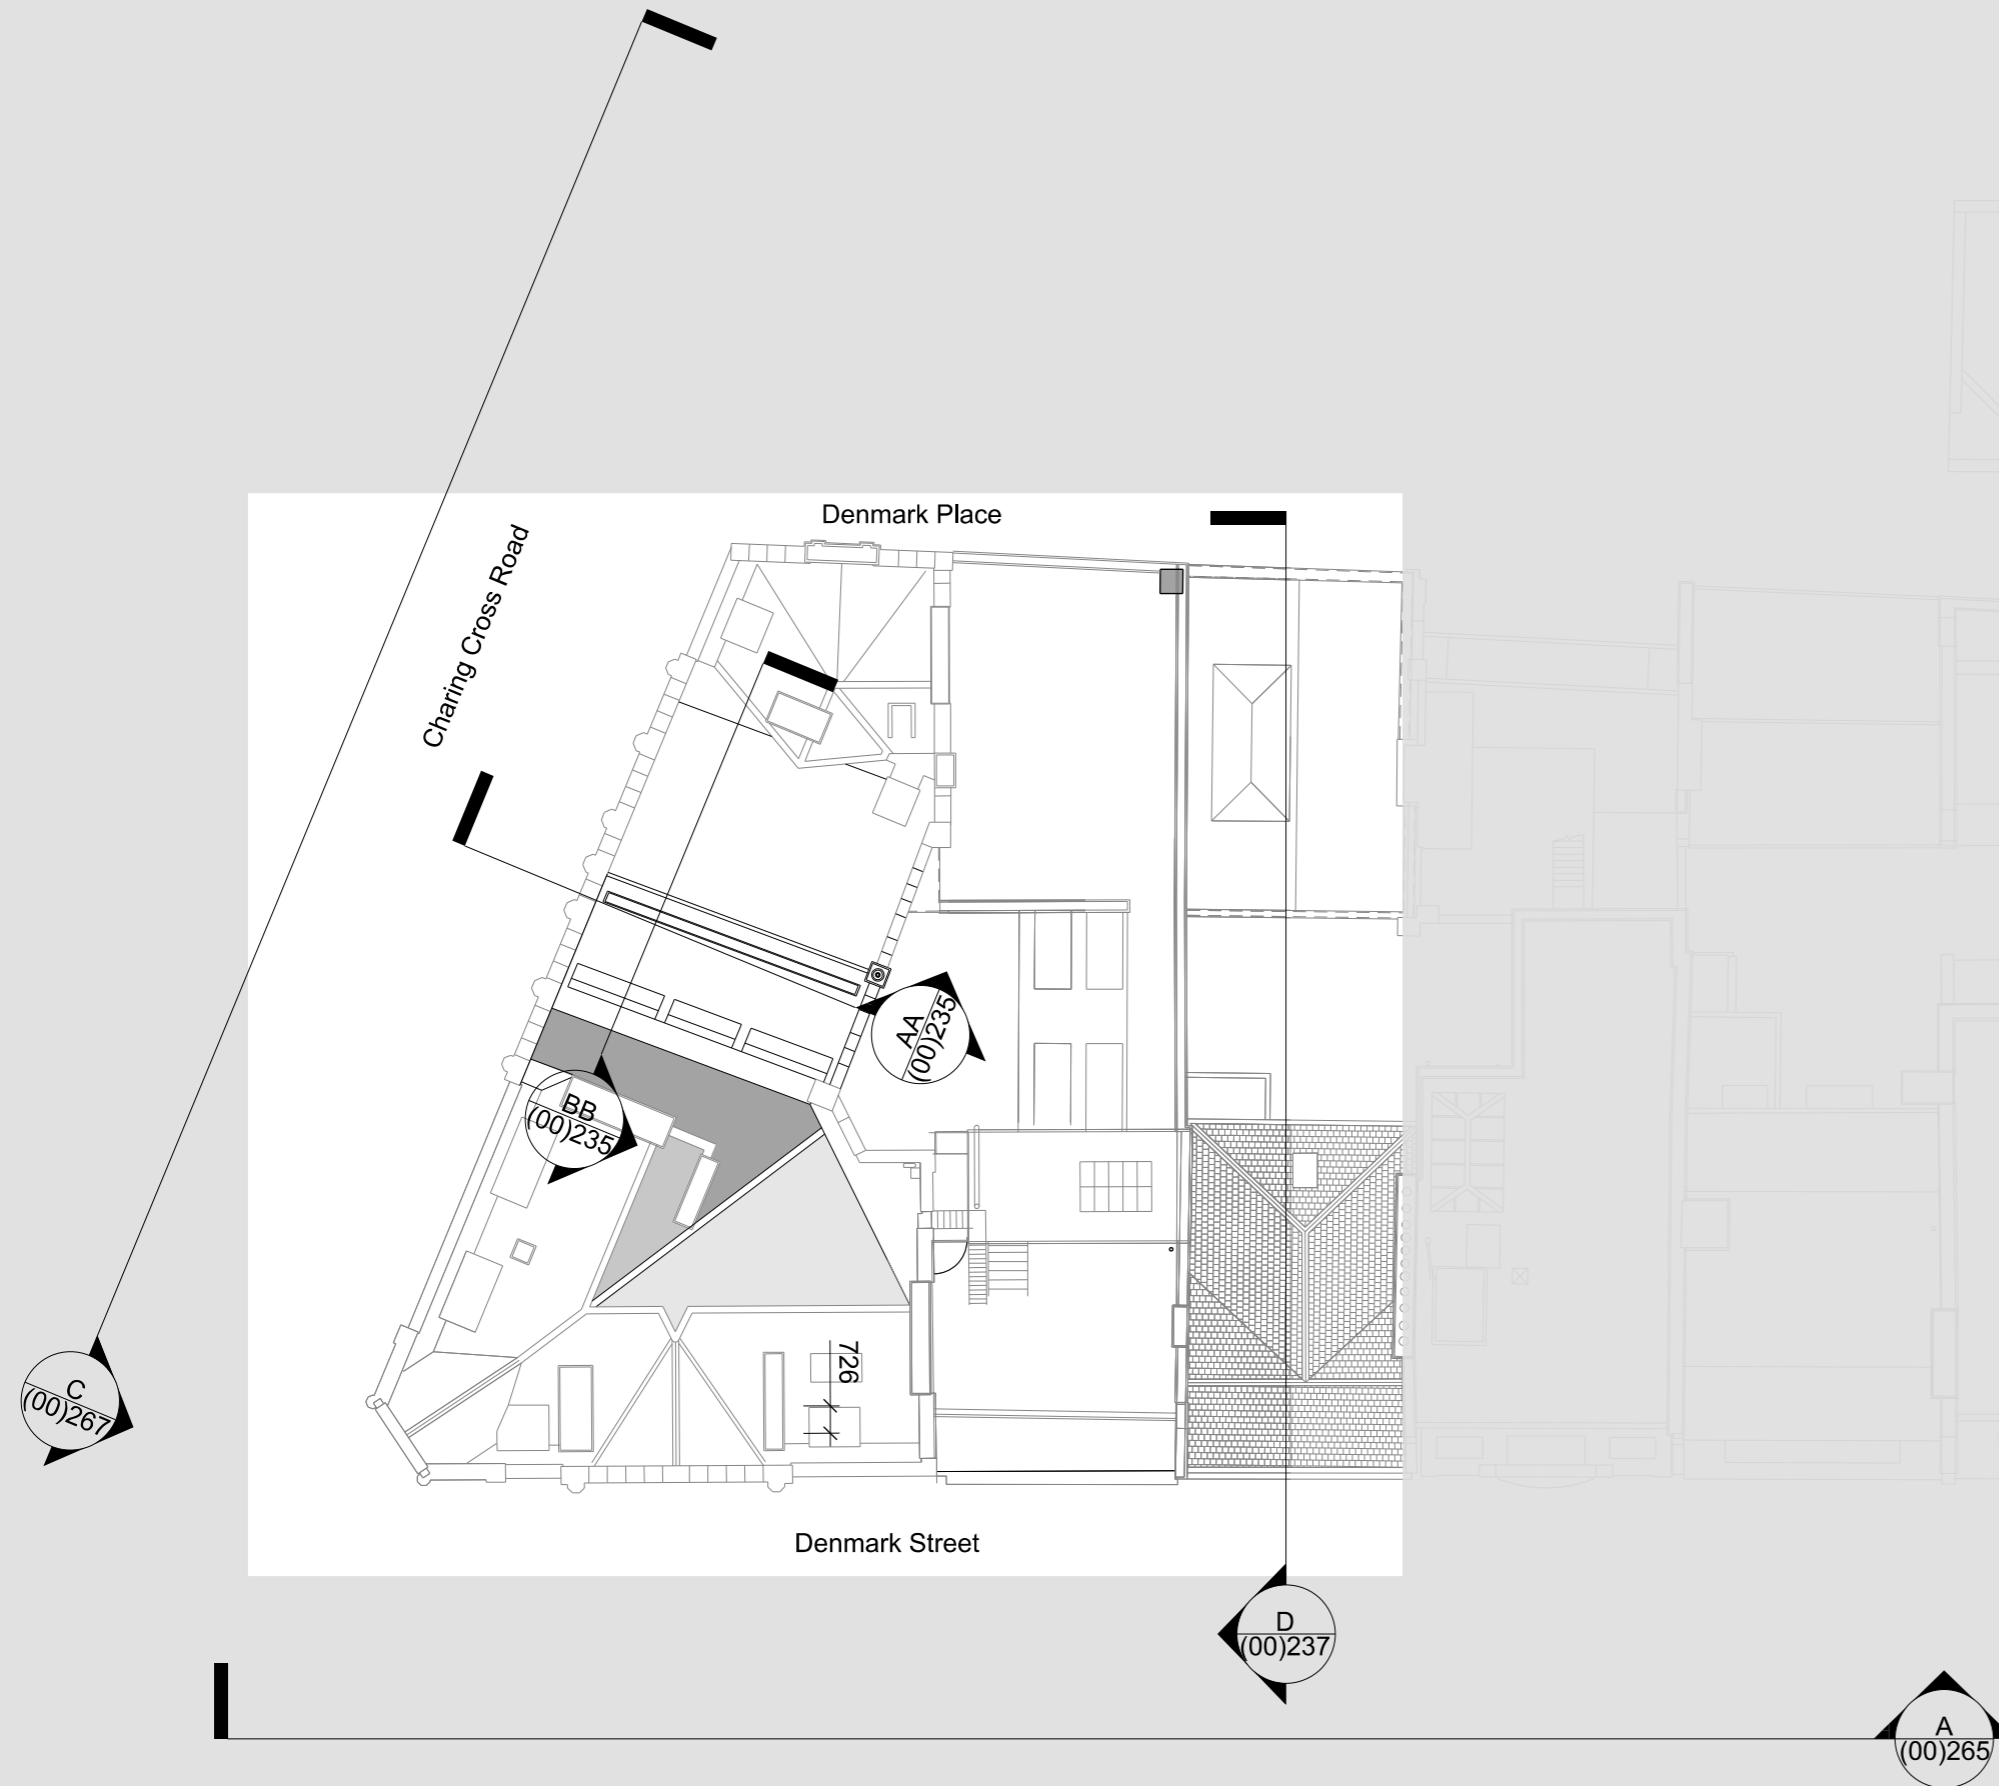 Denmark Place
Charing Cross Road
AA
(00)235
BB
(00)235
726
C
(00)267
Denmark Street
D
(00)237
A
(00)265